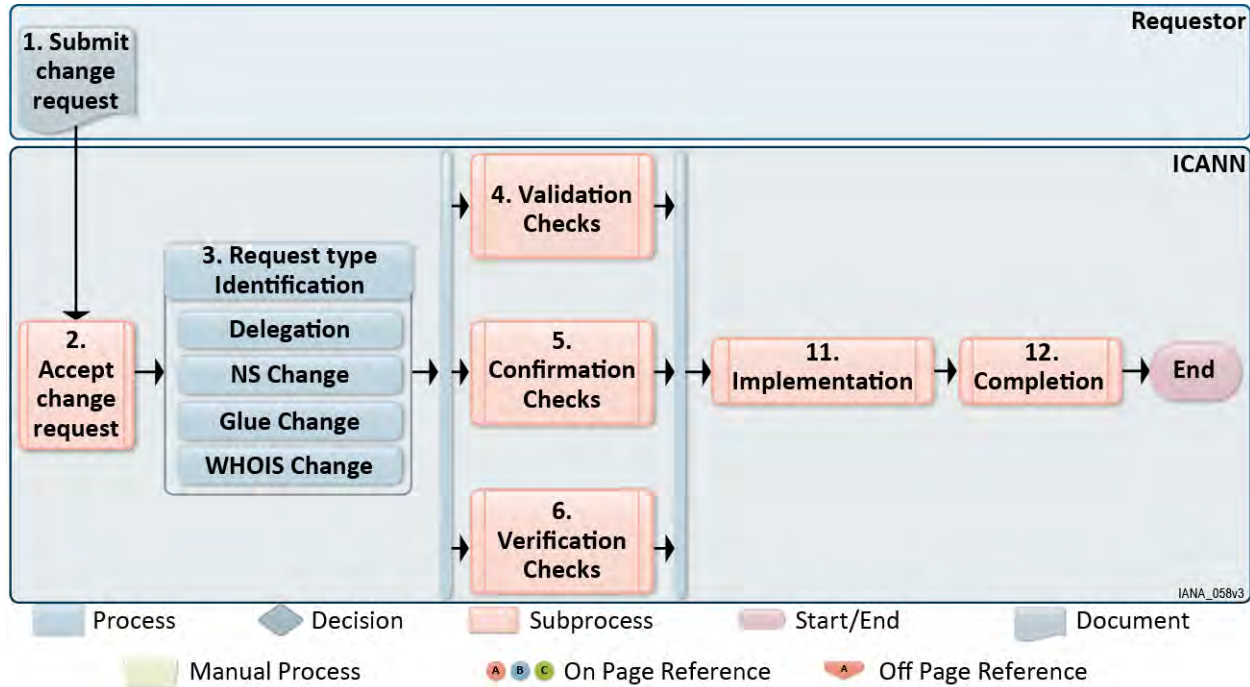 Requestor
1. Submit
change
request
ICANN
2.
Accept
change
request
3. Request type
Identification
Delegation
NS Change
Glue Change
WHOIS Change
4. Validation
Checks
5.
Confirmation
Checks
6.
Verification
Checks
11.
Implementation
12.
Completion
End
IANA_058v3
Process
Decision
Subprocess
Start/End
Document
Manual Process
A B C On Page Reference
A Off Page Reference